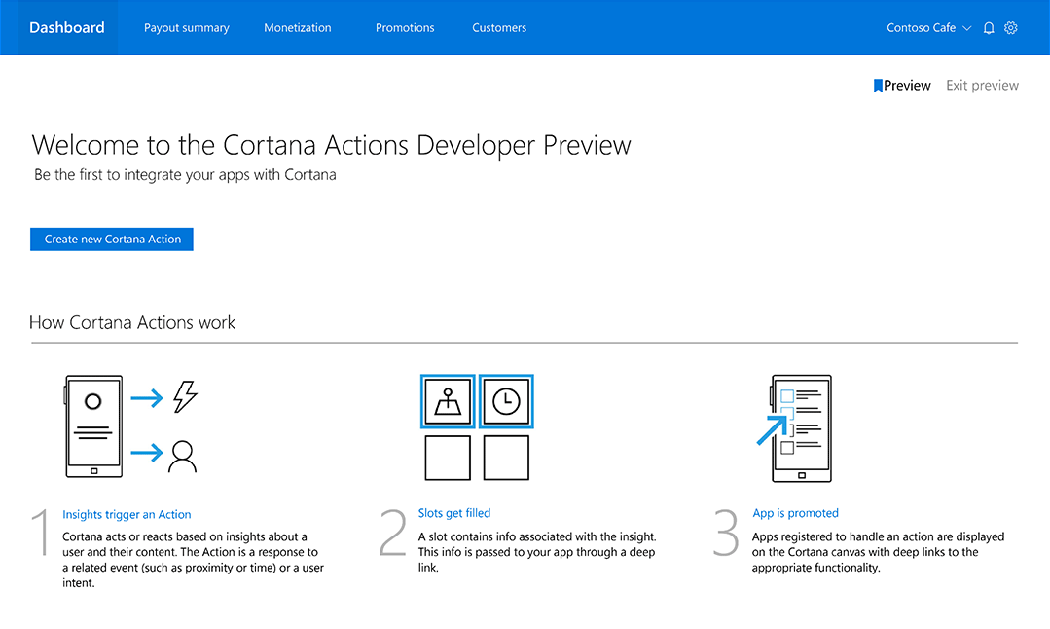 Dashboard Payout summary Monetization Promotions Customers Contoso Cafe
Preview Exit preview
Welcome to the Cortana Actions Developer Preview
Be the first to integrate your apps with Cortana
Create new Cortana Action
How Cortana Actions work
1 Insights trigger an Action
Cortana acts or reacts based on insights about a
user and their content. The Action is a response to
a related event (such as proximity or time) or a user
intent.
2 Slots get filled
A slot contains info associated with the insight.
This info is passed to your app through a deep
link.
3 App is promoted
Apps registered to handle an action are displayed
on the Cortana canvas with deep links to the
appropriate functionality.